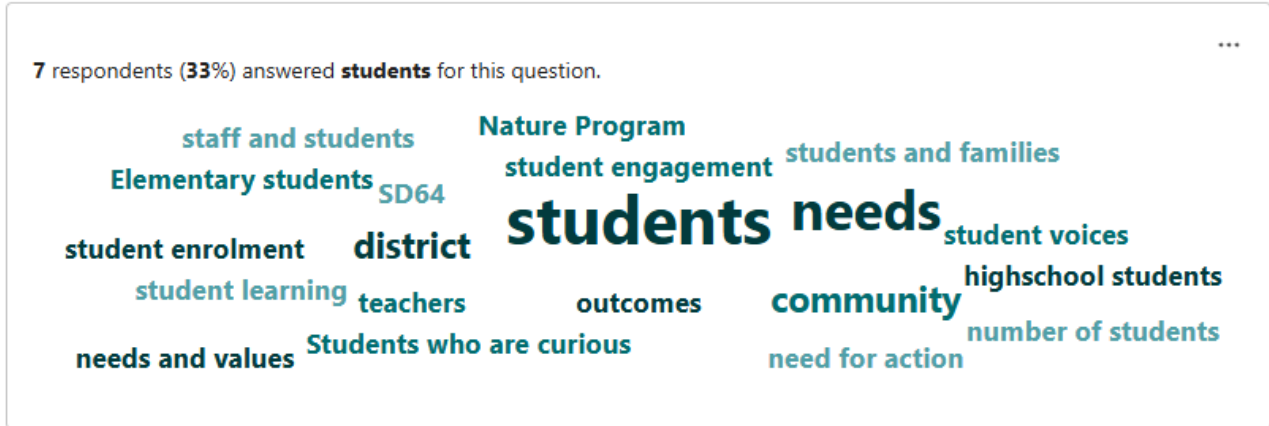 ...
7 respondents (33%) answered students for this question.
Nature Program
staff and students
students and families
student engagement
Elementary students
SD64
students
needs
student voices
student enrolment
district
highschool students
student learning
teachers
outcomes
community
number of students
Students who are curious
needs and values
need for action